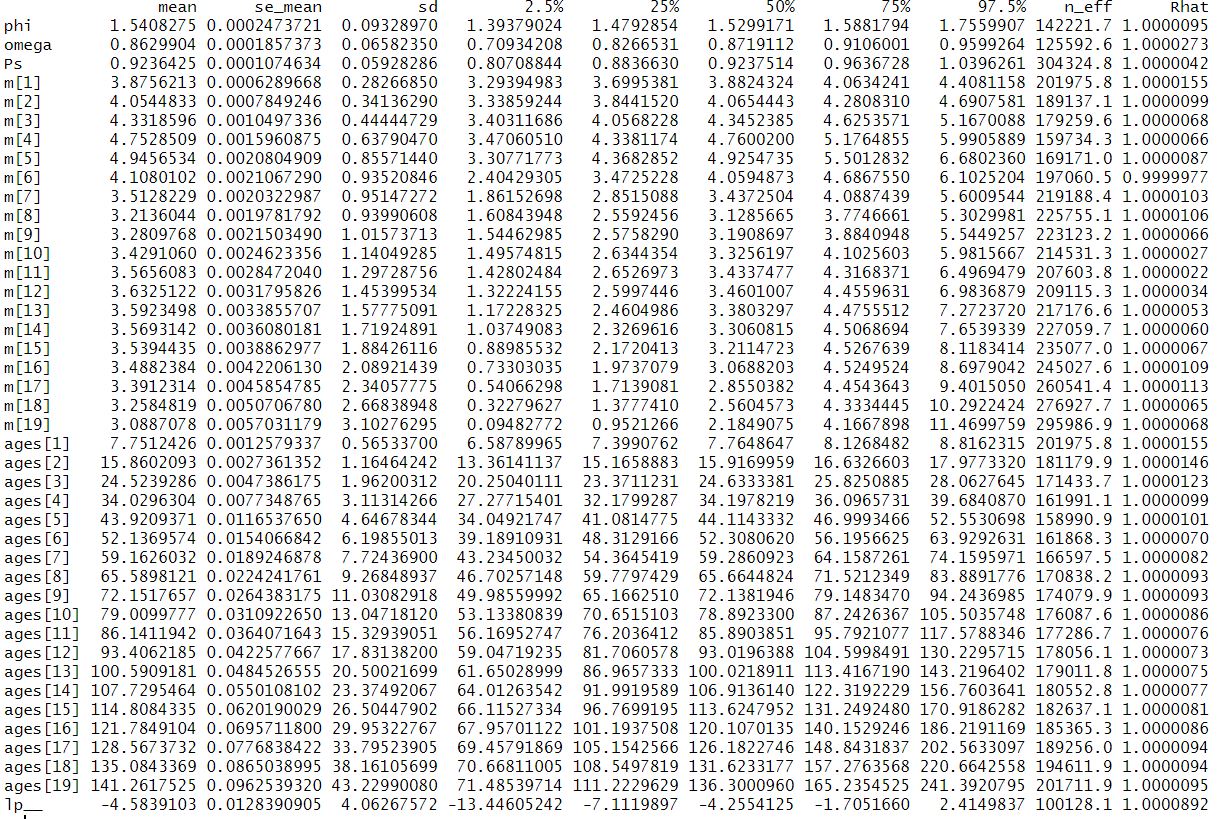 mean se_mean sd 2.5% 25% 50% 75% 97.5% n_eff Rhat
phi 1.5408275 0.0002473721 0.09328970 1.39379024 1.4792854 1.5299142 1.5881794 1.7559907 142221.7 1.0000095
omega 0.8629904 0.0001857373 0.06582350 0.70934208 0.8266531 0.8719112 0.9106001 0.9599264 125592.6 1.0000273
Ps 0.9236425 0.0001074634 0.05928286 0.80708844 0.8836630 0.9237514 0.9636728 1.0396261 304324.8 1.0000042
m[1] 3.8756213 0.0006289668 0.28266850 3.29394983 3.6995381 3.8824324 4.0634241 4.4081158 201975.8 1.0000155
m[2] 4.0544833 0.0007849246 0.34136290 3.33859244 3.8441520 4.0654443 4.2808310 4.6907581 189137.1 1.0000099
m[3] 4.3318596 0.0010497336 0.44444729 3.40311686 4.0568228 4.3452385 4.6253571 5.1670088 179259.6 1.0000068
m[4] 4.7528509 0.0015960875 0.63790470 3.47060510 4.3381174 4.7600200 5.1764855 5.9905889 159734.3 1.0000066
m[5] 4.9456534 0.0020804909 0.85571440 3.30771773 4.3682852 4.9254735 5.5012832 6.6802360 169171.0 1.0000087
m[6] 4.1080102 0.0021067290 0.93520846 2.40429305 3.4725228 4.0594873 4.6867550 6.1025204 197060.5 0.9999977
m[7] 3.5128229 0.0020322987 0.95147272 1.86152698 2.8515088 3.4372504 4.0887439 5.6009544 219188.4 1.0000103
m[8] 3.2136044 0.0019781792 0.93990608 1.60843948 2.5592456 3.1285665 3.7746661 5.3029981 225755.1 1.0000106
m[9] 3.2809768 0.0021503490 1.01573713 1.54462985 2.5758290 3.1908697 3.8840948 5.5449257 223123.2 1.0000066
m[10] 3.4291060 0.0024623356 1.14049285 1.49574815 2.6344354 3.3256197 4.1025603 5.9815667 214531.3 1.0000027
m[11] 3.5656083 0.0028472040 1.29728756 1.42802484 2.6526973 3.4337477 4.3168371 6.4969479 207603.8 1.0000022
m[12] 3.6325122 0.0031795826 1.45399534 1.32224155 2.5997446 3.4601007 4.4559631 6.9836879 209115.3 1.0000034
m[13] 3.5923498 0.0033855707 1.57775091 1.17228325 2.4604986 3.3803297 4.4755512 7.2723720 217176.6 1.0000053
m[14] 3.5693142 0.0036080181 1.71924891 1.03749083 2.3269616 3.3060815 4.5068694 7.6539339 227059.7 1.0000060
m[15] 3.5394435 0.0038862977 1.88426116 0.88985532 2.1720413 3.2114723 4.5267639 8.1183414 235077.0 1.0000067
m[16] 3.4882384 0.0042206130 2.08921439 0.73303035 1.9737079 3.0688203 4.5249524 8.6979042 245027.6 1.0000109
m[17] 3.3912314 0.0045854785 2.34057775 0.54066298 1.7139081 2.8550382 4.4543643 9.4015050 260541.4 1.0000113
m[18] 3.2584819 0.0050706780 2.66838948 0.32279627 1.3777410 2.5604573 4.3334445 10.2922424 276927.7 1.0000065
m[19] 3.0887078 0.0057031179 3.10276295 0.09482772 0.9521266 2.1849075 4.1667898 11.4699759 295986.9 1.0000068
ages[1] 7.7512426 0.0012579337 0.56533700 6.58789965 7.3990762 7.7648647 8.1268482 8.8162315 201975.8 1.0000155
ages[2] 15.8602093 0.0027361352 1.16464242 13.36141137 15.1658883 15.9169959 16.6326603 17.9773320 181179.9 1.0000146
ages[3] 24.5239286 0.0047386175 1.96200312 20.25040111 23.3711231 24.6333381 25.8250885 28.0627645 171433.7 1.0000123
ages[4] 34.0296304 0.0077348765 3.11314266 27.27715401 32.1799287 34.1978219 36.0965731 39.6840870 161991.1 1.0000099
ages[5] 43.9209371 0.0116537650 4.64678344 34.04921747 41.0814775 44.1143332 46.9993466 52.5530698 158990.9 1.0000101
ages[6] 52.1369574 0.0154066842 6.19855013 39.18910931 48.3129166 52.3080620 56.1956625 63.9292631 161868.3 1.0000070
ages[7] 59.1626032 0.0189246878 7.72436900 43.23450032 54.3645419 59.2860923 64.1587261 74.1595971 166597.5 1.0000082
ages[8] 65.5898121 0.0224241761 9.26848937 46.70257148 59.7797429 65.6644824 71.5212349 83.8891776 170838.2 1.0000093
ages[9] 72.1517657 0.0264383175 11.03082918 49.98559992 65.1662510 72.1381946 79.1483470 94.2436985 174079.9 1.0000093
ages[10] 79.0099777 0.0310922650 13.04718120 53.13380839 70.6515103 78.8923300 87.2426367 105.5035748 176087.6 1.0000086
ages[11] 86.1411942 0.0364071643 15.32939051 56.16952747 76.2036412 85.8903851 95.7921077 117.5788346 177286.7 1.0000076
ages[12] 93.4062185 0.0422577667 17.83138200 59.04719235 81.7060578 93.0196388 104.5998491 130.2295715 178056.1 1.0000073
ages[13] 100.5909181 0.0484526555 20.50021699 61.65028999 86.9657333 100.0218911 113.4167190 143.2196402 179011.8 1.0000075
ages[14] 107.7295464 0.0550108102 23.37492067 64.01263542 91.9919589 106.9136140 122.3192229 156.7603641 180552.8 1.0000077
ages[15] 114.8084335 0.0620190029 26.50447902 66.11527334 96.7699195 113.6247952 131.2492480 170.9186282 182637.1 1.0000081
ages[16] 121.7849104 0.0695711800 29.95322767 67.95701122 101.1937508 120.1070135 140.1529246 186.2191169 185365.3 1.0000086
ages[17] 128.5673732 0.0776838422 33.79523905 69.45791869 105.1542566 126.1822746 148.8431837 202.5633097 189256.0 1.0000094
ages[18] 135.0843369 0.0865038995 38.16105699 70.66811005 108.5497819 131.6233177 157.2763568 220.6642558 194611.9 1.0000094
ages[19] 141.2617525 0.0962539320 43.22990080 71.48539714 111.2229629 136.3000960 165.2354525 241.3920795 201711.9 1.0000096
lp__ -4.5839103 0.0128390905 4.06267572 -13.44605242 -7.1119897 -4.2554125 -1.7051660 2.4149837 100128.1 1.0000892